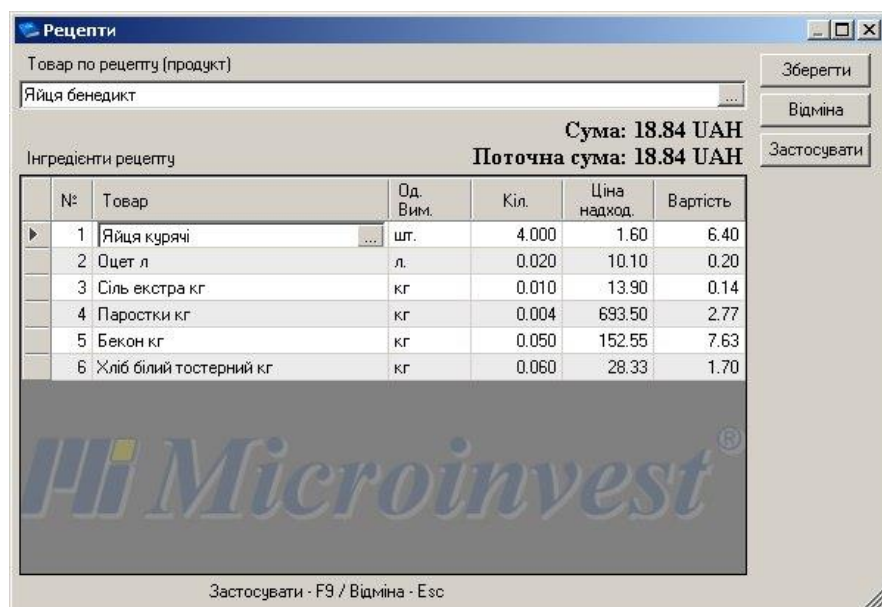 Рецепти
Товар по рецепту (продукт)
Зберегти
Яйця бенедикт ...
Відміна
Сума: 18.84 UAH
Інгредієнти рецепту Поточна сума: 18.84 UAH
Застосувати
№ Товар Од. Вим. Кіл. Ціна надход. Вартість
1 Яйця курячі ... шт. 4.000 1.60 6.40
2 Оцет л л. 0.020 10.10 0.20
3 Сіль екстра кг кг 0.010 13.90 0.14
4 Паростки кг кг 0.004 693.50 2.77
5 Бекон кг кг 0.050 152.55 7.63
6 Хліб білий тостерний кг кг 0.060 28.33 1.70
Microinvest®
Застосувати - F9 / Відміна - Esc